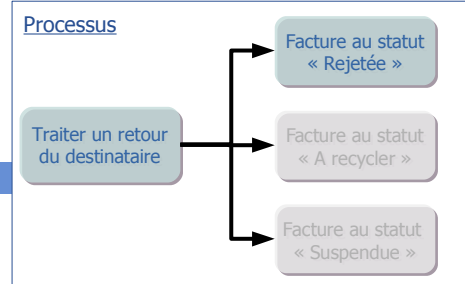 Processus
Facture au statut
« Rejetée »
Traiter un retour
du destinataire
Facture au statut
« A recycler »
Facture au statut
« Suspendue »